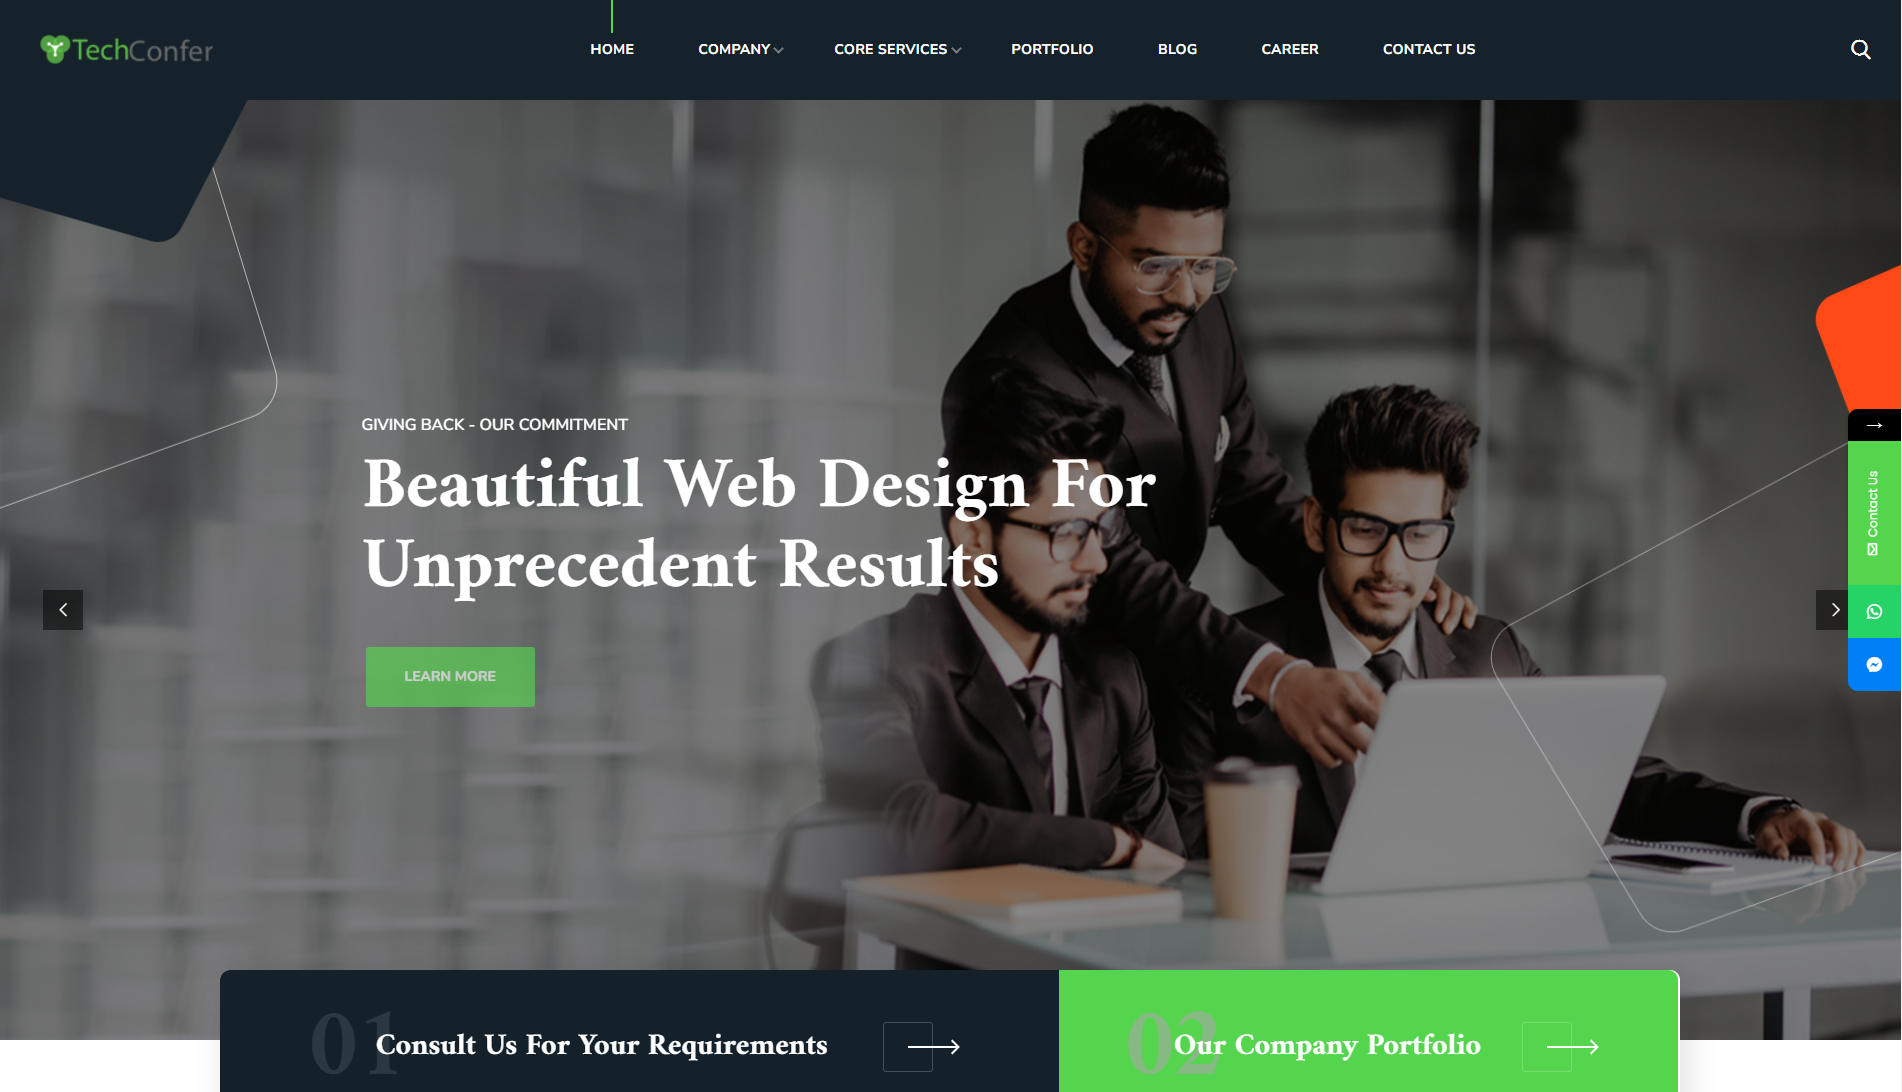 TechConfer
HOME
COMPANY
CORE SERVICES
PORTFOLIO
BLOG
CAREER
CONTACT US
GIVING BACK - OUR COMMITMENT
Beautiful Web Design For
Unprecedent Results
LEARN MORE
Contact Us
01
Consult Us For Your Requirements
02
Our Company Portfolio